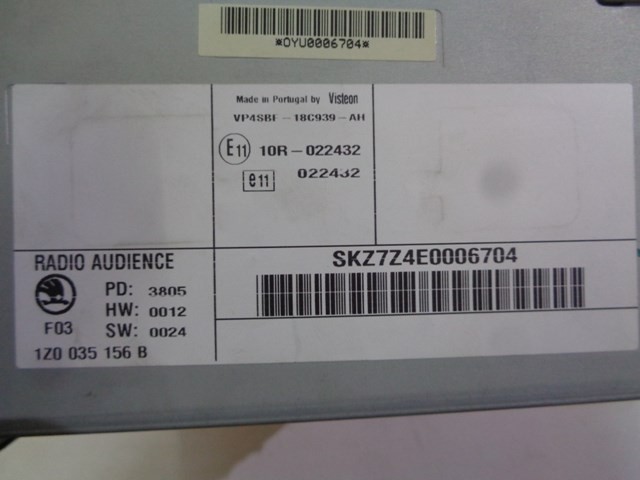 *OYU0006704*
Made in Portugal by Visteon
VP4SBF-18C939-AH
E11 10R-022432
e11 022432
SKZ7Z4E0006704
RADIO AUDIENCE
PD: 3805
HW: 0012
F03 SW: 0024
1Z0 035 156 B